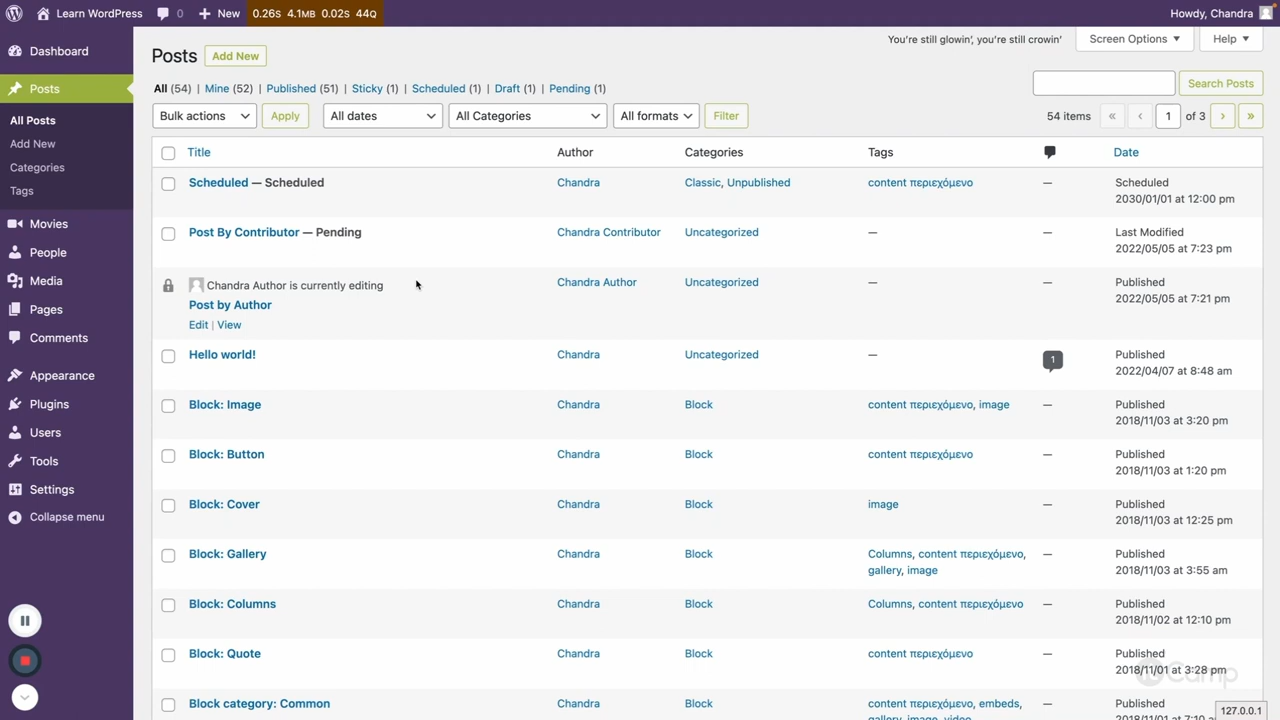 Learn WordPress 0 + New 0.26S 4.1MB 0.02S 44Q Howdy, Chandra
Dashboard
Posts
All Posts
Add New
Categories
Tags
Movies
People
Media
Pages
Comments
Appearance
Plugins
Users
Tools
Settings
Collapse menu
You're still glowin', you're still crowin' Screen Options Help
Posts Add New
All (54) | Mine (52) | Published (51) | Sticky (1) | Scheduled (1) | Draft (1) | Pending (1) Search Posts
Bulk actions Apply All dates All Categories All formats Filter 54 items « ‹ 1 of 3 › »
Title Author Categories Tags Date
Scheduled — Scheduled Chandra Classic, Unpublished content περιεχόμενο — Scheduled
2030/01/01 at 12:00 pm
Post By Contributor — Pending Chandra Contributor Uncategorized — — Last Modified
2022/05/05 at 7:23 pm
Chandra Author is currently editing Chandra Author Uncategorized — — Published
2022/05/05 at 7:21 pm
Post by Author
Edit | View
Hello world! Chandra Uncategorized — 1 Published
2022/04/07 at 8:48 am
Block: Image Chandra Block content περιεχόμενο, image — Published
2018/11/03 at 3:20 pm
Block: Button Chandra Block content περιεχόμενο — Published
2018/11/03 at 1:20 pm
Block: Cover Chandra Block image — Published
2018/11/03 at 12:25 pm
Block: Gallery Chandra Block Columns, content περιεχόμενο, — Published
gallery, image 2018/11/03 at 3:55 am
Block: Columns Chandra Block Columns, content περιεχόμενο — Published
2018/11/02 at 12:10 pm
Block: Quote Chandra Block content περιεχόμενο — Published
2018/11/01 at 3:28 pm
Block category: Common Chandra Block content περιεχόμενο, embeds, — Published
gallery, image, video
Camp
127.0.0.1